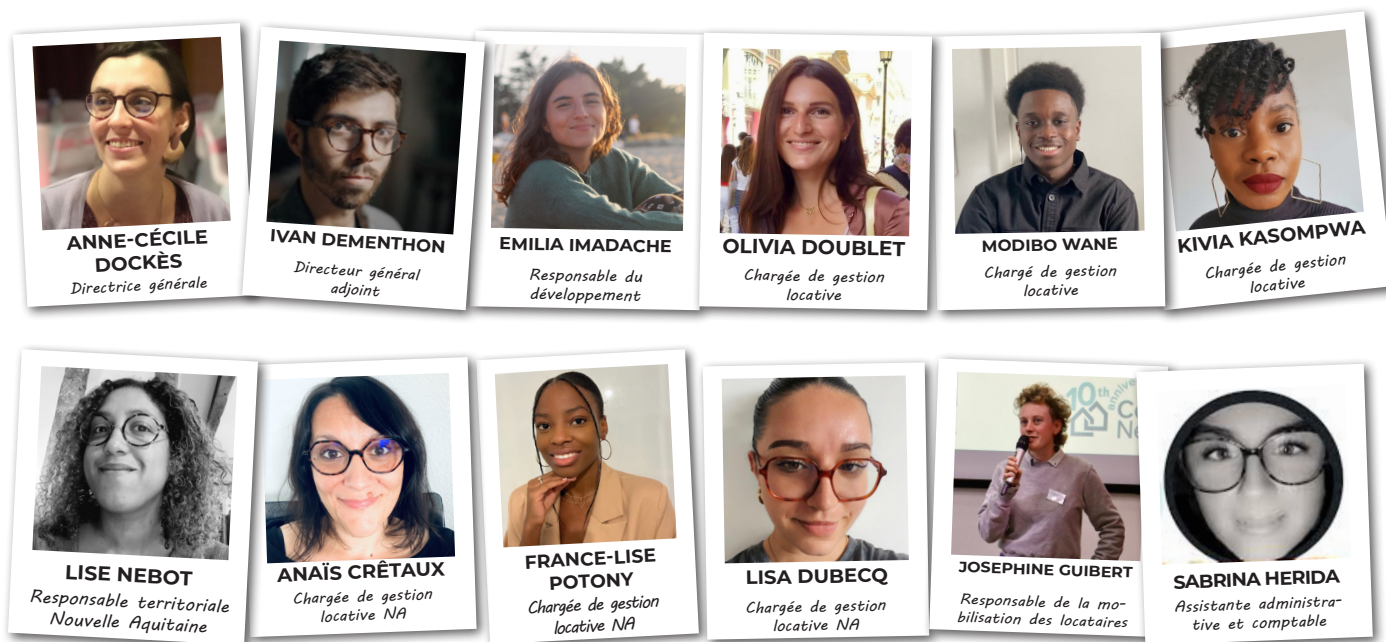 ANNE-CÉCILE
DOCKÈS
Directrice générale
IVAN DEMENTHON
Directeur général
adjoint
EMILIA IMADACHE
Responsable du
développement
OLIVIA DOUBLET
Chargée de gestion
locative
MODIBO WANE
Chargé de gestion
locative
KIVIA KASOMPWA
Chargée de gestion
locative
LISE NEBOT
Responsable territoriale
Nouvelle Aquitaine
ANAÏS CRÊTAUX
Chargée de gestion
locative NA
FRANCE-LISE
POTONY
Chargée de gestion
locative NA
LISA DUBECQ
Chargée de gestion
locative NA
10th
JOSEPHINE GUIBERT
Responsable de la mo-
bilisation des locataires
SABRINA HERIDA
Assistante administra-
tive et comptable